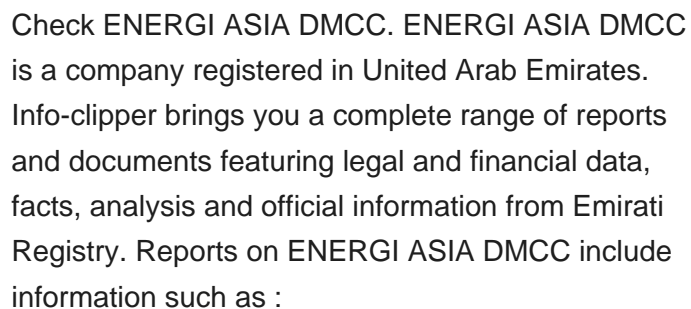 Check ENERGI ASIA DMCC. ENERGI ASIA DMCC
is a company registered in United Arab Emirates.
Info-clipper brings you a complete range of reports
and documents featuring legal and financial data,
facts, analysis and official information from Emirati
Registry. Reports on ENERGI ASIA DMCC include
information such as :